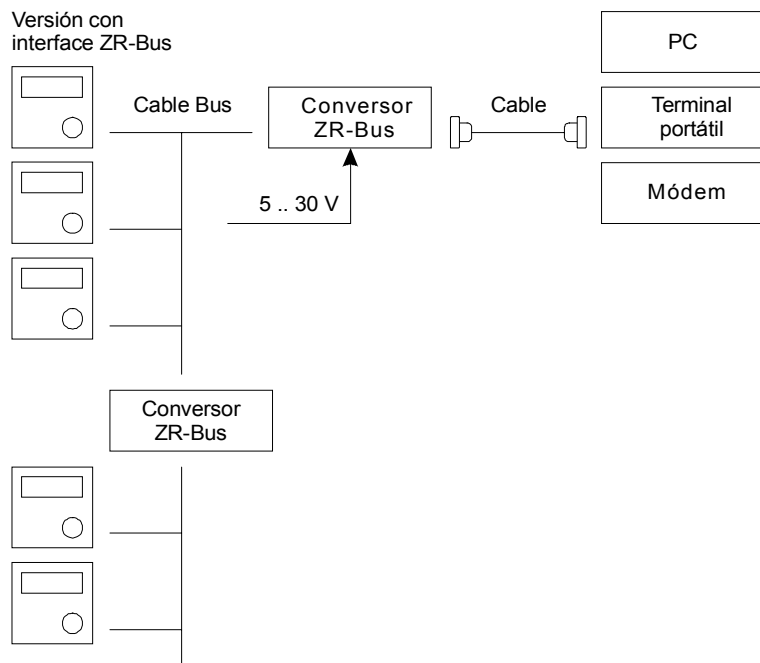 Versión con
interface ZR-Bus
PC
Cable Bus
Conversor
ZR-Bus
Cable
Terminal
portátil
5 .. 30 V
Módem
Conversor
ZR-Bus